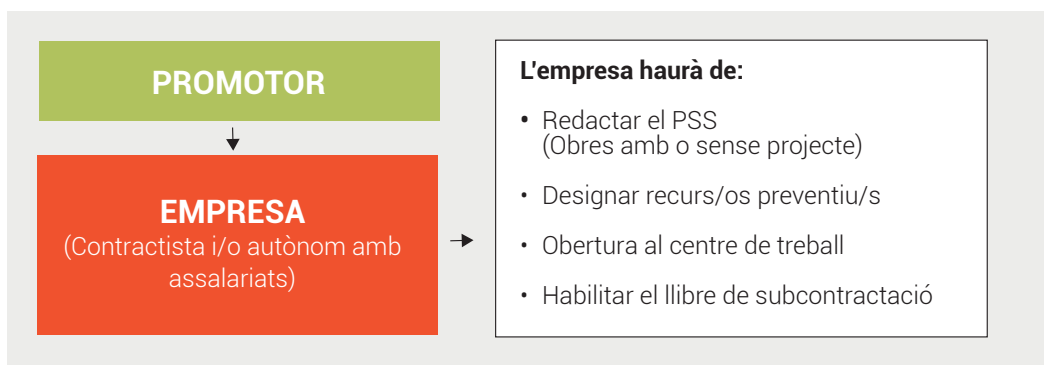 PROMOTOR
EMPRESA
(Contractista i/o autònom amb
assalariats)
L'empresa haurà de:
• Redactar el PSS
(Obres amb o sense projecte)
• Designar recurs/os preventiu/s
• Obertura al centre de treball
• Habilitar el llibre de subcontractació